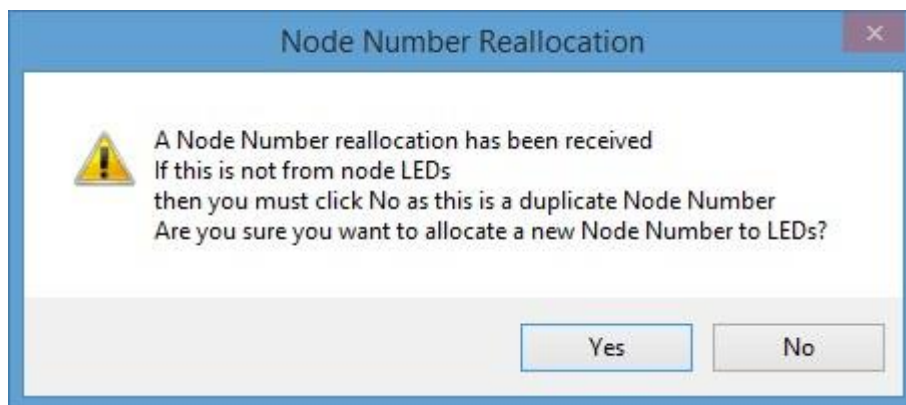 Node Number Reallocation
A Node Number reallocation has been received
If this is not from node LEDs
then you must click No as this is a duplicate Node Number
Are you sure you want to allocate a new Node Number to LEDs?
Yes
No